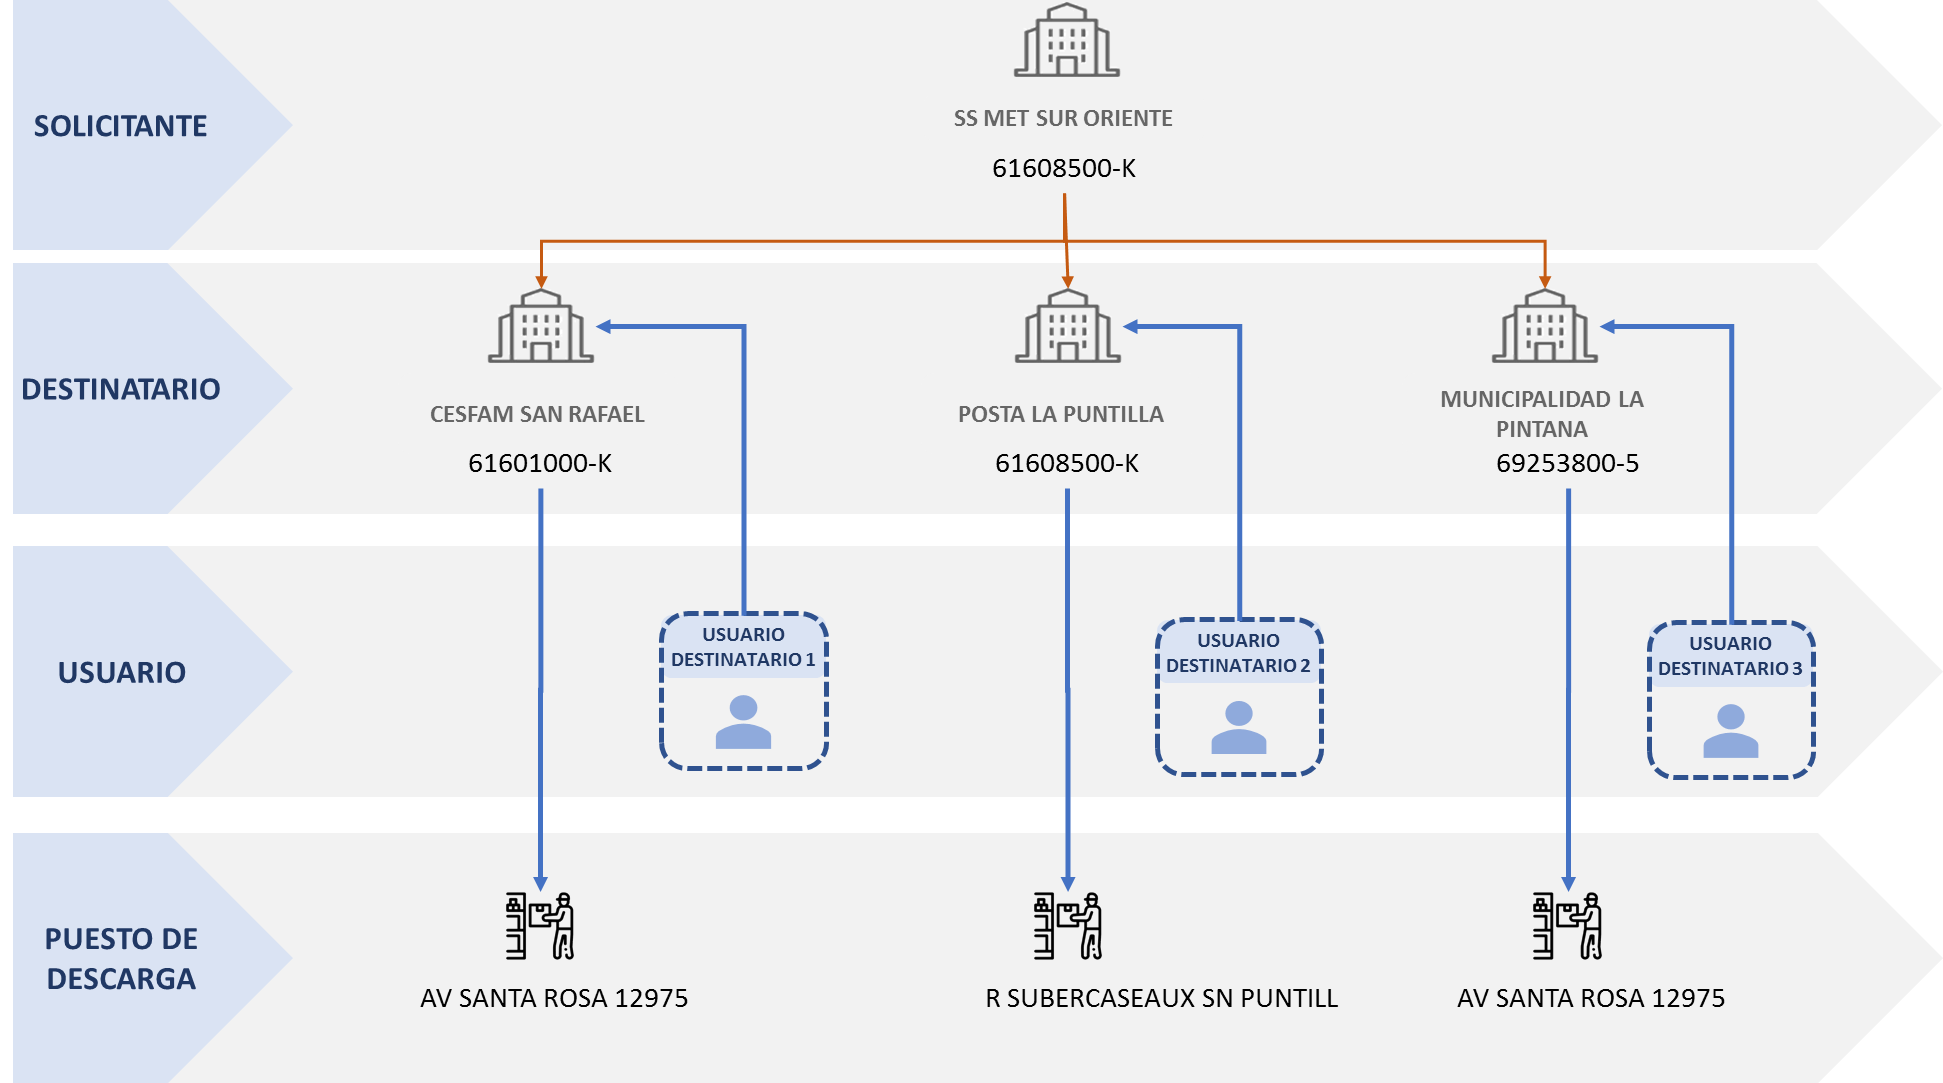 SOLICITANTE
SS MET SUR ORIENTE
61608500-K
DESTINATARIO
CESFAM SAN RAFAEL
61601000-K
POSTA LA PUNTILLA
61608500-K
MUNICIPALIDAD LA
PINTANA
69253800-5
USUARIO
USUARIO
DESTINATARIO 1
USUARIO
DESTINATARIO 2
USUARIO
DESTINATARIO 3
PUESTO DE
DESCARGA
AV SANTA ROSA 12975
R SUBERCASEAUX SN PUNTILL
AV SANTA ROSA 12975